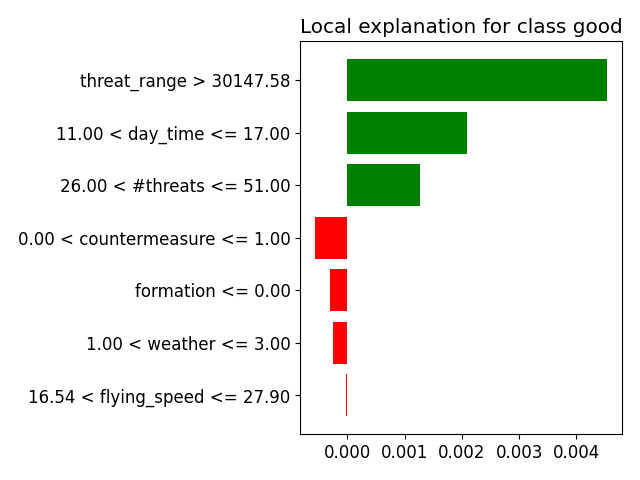 Local explanation for class good
threat_range > 30147.58
11.00 < day_time <= 17.00
26.00 < #threats <= 51.00
0.00 < countermeasure <= 1.00
formation <= 0.00
1.00 < weather <= 3.00
16.54 < flying_speed <= 27.90
0.000 0.001 0.002 0.003 0.004